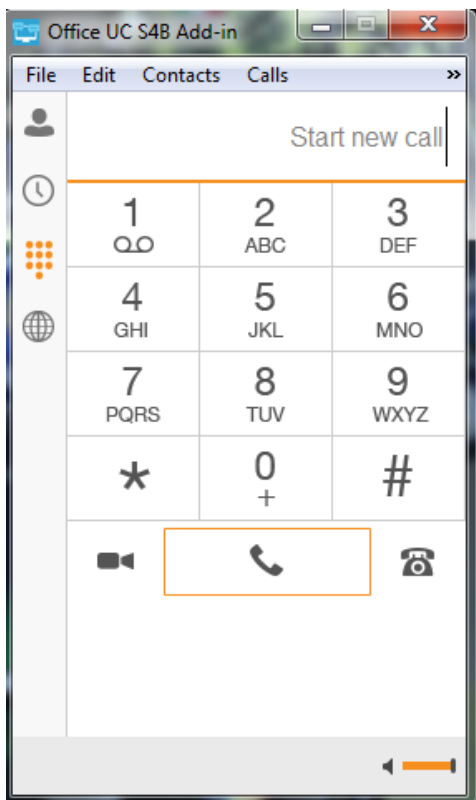 Office UC S4B Add-in
File Edit Contacts Calls »
Start new call
1 2 3
ABC DEF
4 5 6
GHI JKL MNO
7 8 9
PQRS TUV WXYZ
* 0 #
+